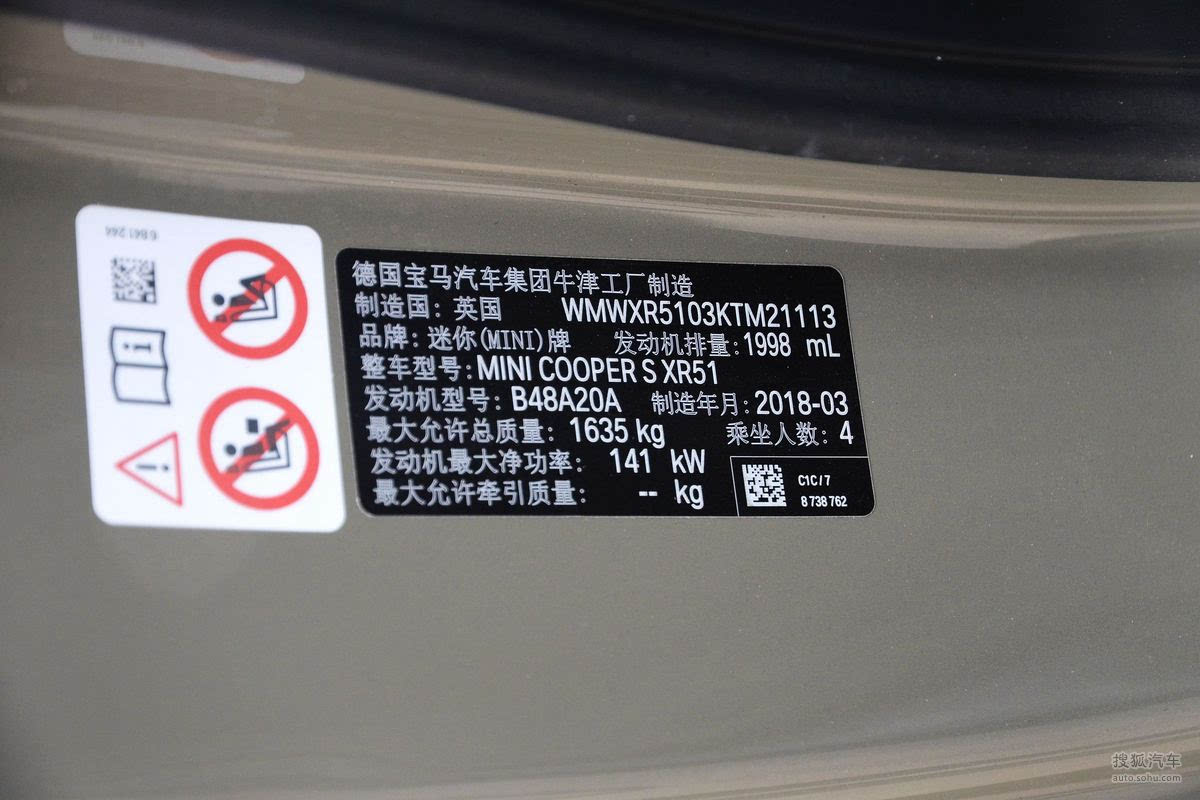 德国宝马汽车集团牛津工厂制造
制造国：英国 WMWXR5103KTM21113
品牌：迷你(MINI)牌 发动机排量：1998 mL
整车型号：MINI COOPER S XR51
发动机型号：B48A20A 制造年月：2018-03
最大允许总质量：1635 kg 乘坐人数：4
发动机最大净功率：141 kW
最大允许牵引质量：-- kg
C1C/7
8 738 762
搜狐汽车
auto.sohu.com